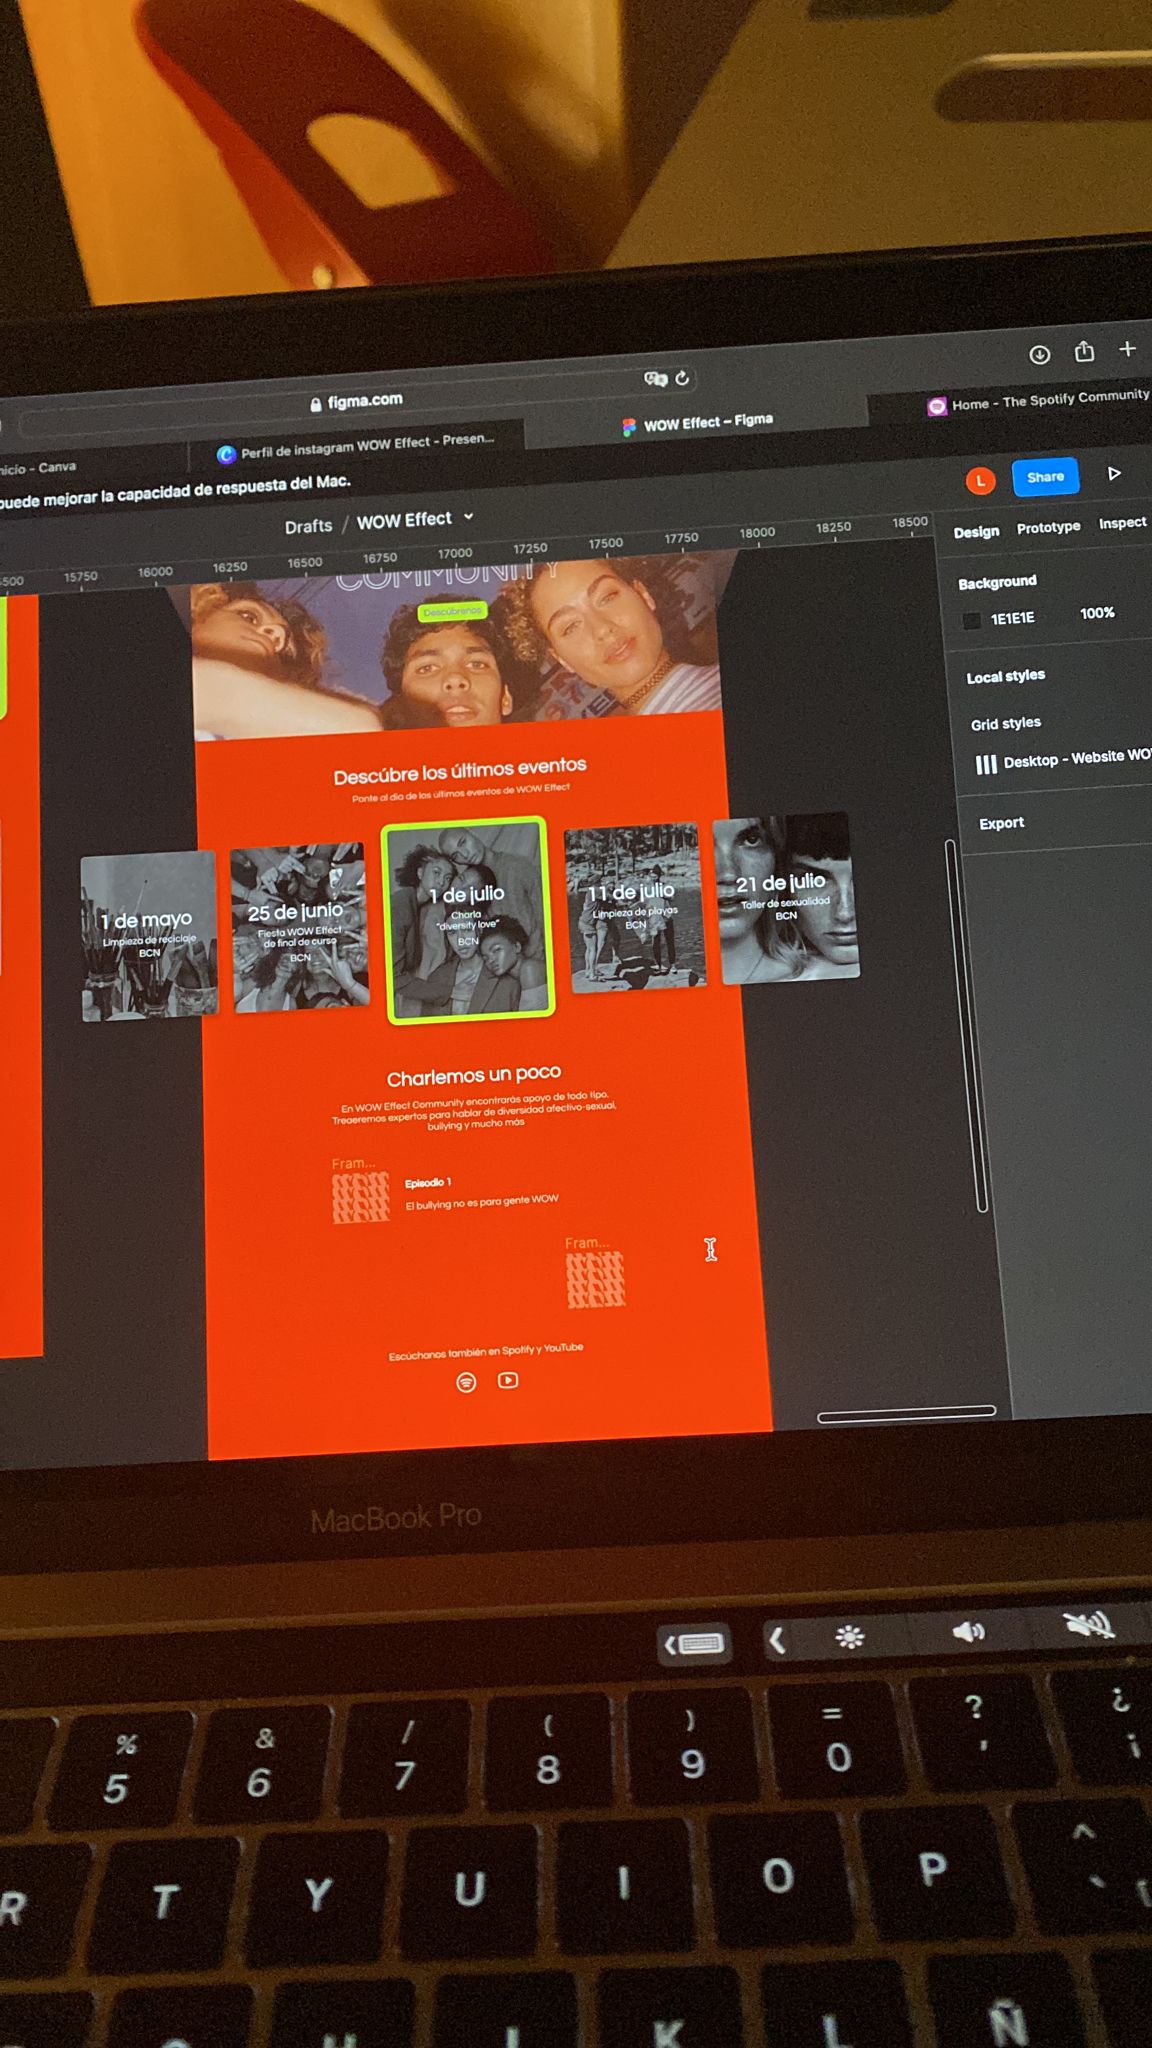 figma.com
nicio - Canva
Perfil de instagram WOW Effect - Presen...
WOW Effect – Figma
Home - The Spotify Community
puede mejorar la capacidad de respuesta del Mac.
Drafts / WOW Effect
L
Share
Design
Prototype
Inspect
5500
15750
16000
16250
16500
16750
17000
17250
17500
17750
18000
18250
18500
Background
1E1E1E
100%
Local styles
Grid styles
Desktop - Website WO
Export
COMMUNITY
Descúbrenos
Descúbre los últimos eventos
Ponte al día de los últimos eventos de WOW Effect
1 de mayo
Limpieza de reciclaje
BCN
25 de junio
Fiesta WOW Effect
de final de curso
BCN
1 de julio
Charla
"diversity love"
BCN
11 de julio
Limpieza de playas
BCN
21 de julio
Taller de sexualidad
BCN
Charlemos un poco
En WOW Effect Community encontrarás apoyo de todo tipo.
Traeremos expertos para hablar de diversidad afectivo-sexual,
bullying y mucho más
Fram...
Episodio 1
El bullying no es para gente WOW
Fram...
Escúchanos también en Spotify y YouTube
MacBook Pro
% & / ( ) = ? ¿
5 6 7 8 9 0 ' ¡
R T Y U I O P ^ `
J K L Ñ